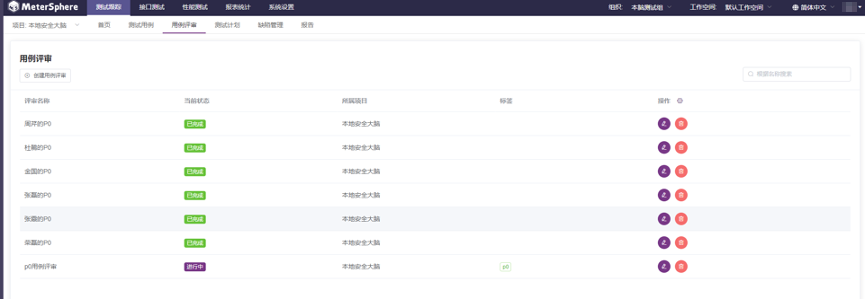 MeterSphere 测试跟踪 接口测试 性能测试 报表统计 系统设置 组织: 本脑测试组 工作空间: 默认工作空间 简体中文
项目: 本地安全大脑 首页 测试用例 用例评审 测试计划 缺陷管理 报告
用例评审
创建用例评审 根据名称搜索
评审名称 当前状态 所属项目 标签 操作
周萍的P0 已完成 本地安全大脑
杜鹃的P0 已完成 本地安全大脑
金国的P0 已完成 本地安全大脑
张磊的P0 已完成 本地安全大脑
的P0 已完成 本地安全大脑
的P0 已完成 本地安全大脑
p0用例评审 进行中 本地安全大脑 p0